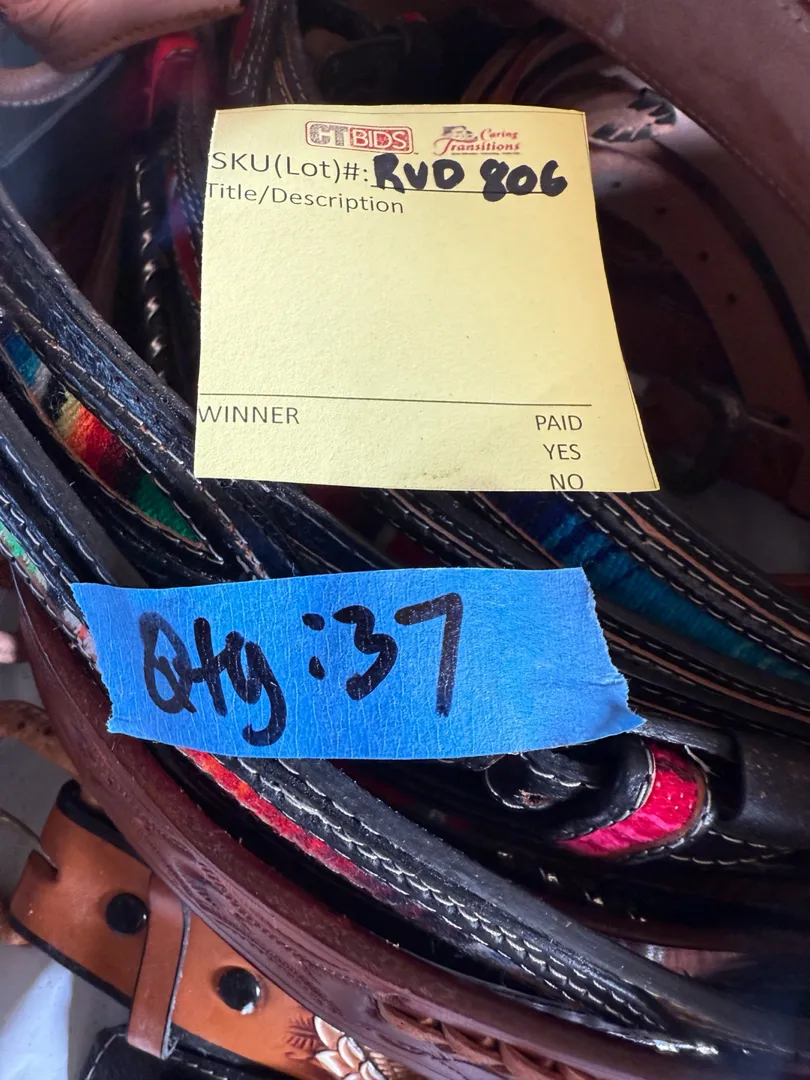 CTBIDS Caring Transitions
SKU(Lot)#: RVD 806
Title/Description
WINNER PAID
YES
NO
Qty: 37